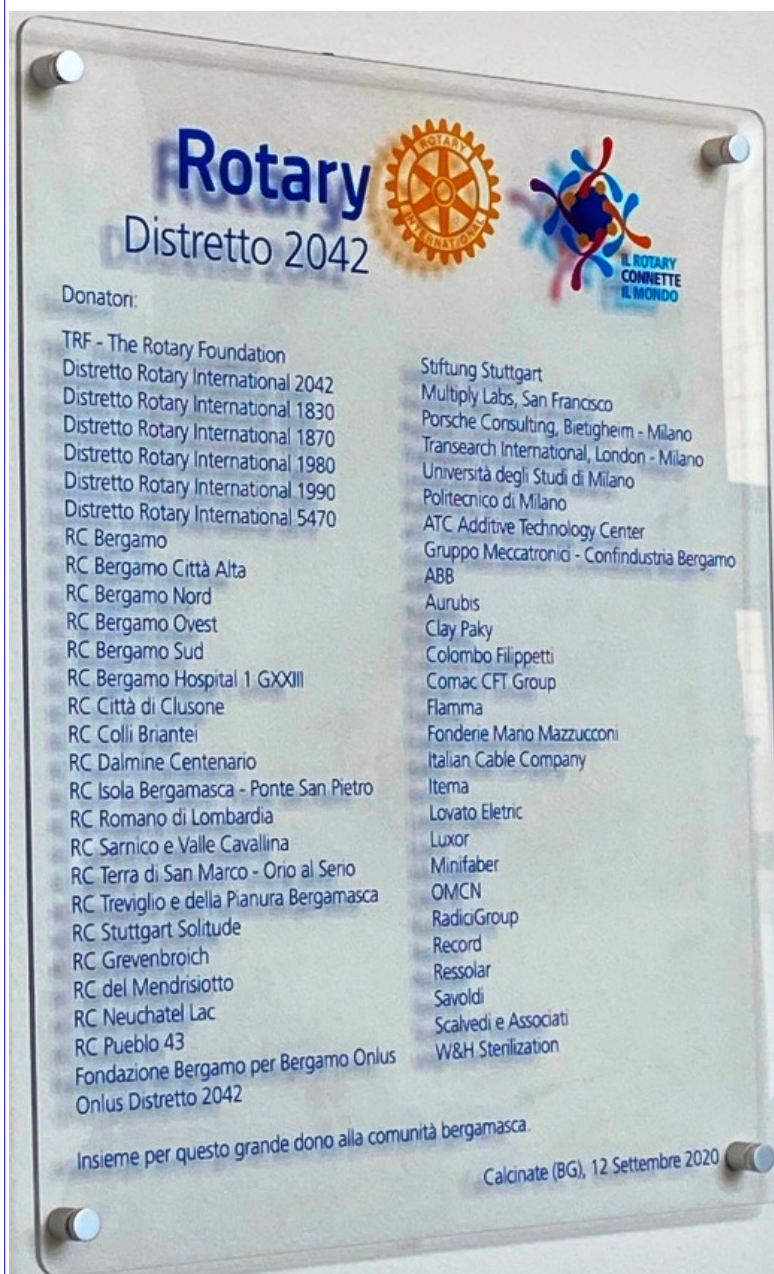 Rotary
Distretto 2042
ROTARY
INTERNATIONAL
IL ROTARY
CONNETTE
IL MONDO
Donatori:
TRF - The Rotary Foundation
Distretto Rotary International 2042
Distretto Rotary International 1830
Distretto Rotary International 1870
Distretto Rotary International 1980
Distretto Rotary International 1990
Distretto Rotary International 5470
RC Bergamo
RC Bergamo Città Alta
RC Bergamo Nord
RC Bergamo Ovest
RC Bergamo Sud
RC Bergamo Hospital 1 GXXIII
RC Città di Clusone
RC Colli Briantei
RC Dalmine Centenario
RC Isola Bergamasca - Ponte San Pietro
RC Romano di Lombardia
RC Sarnico e Valle Cavallina
RC Terra di San Marco - Orio al Serio
RC Treviglio e della Pianura Bergamasca
RC Stuttgart Solitude
RC Grevenbroich
RC del Mendrisiotto
RC Neuchatel Lac
RC Pueblo 43
Fondazione Bergamo per Bergamo Onlus
Onlus Distretto 2042
Stiftung Stuttgart
Multiply Labs, San Francisco
Porsche Consulting, Bietigheim - Milano
Transearch International, London - Milano
Università degli Studi di Milano
Politecnico di Milano
ATC Additive Technology Center
Gruppo Meccatronici - Confindustria Bergamo
ABB
Aurubis
Clay Paky
Colombo Filippetti
Comac CFT Group
Flamma
Fonderie Mario Mazzucconi
Italian Cable Company
Itema
Lovato Eletric
Luxor
Minifaber
OMCN
RadiciGroup
Record
Ressolar
Savoldi
Scalvedi e Associati
W&H Sterilization
Insieme per questo grande dono alla comunità bergamasca.
Calcinate (BG), 12 Settembre 2020